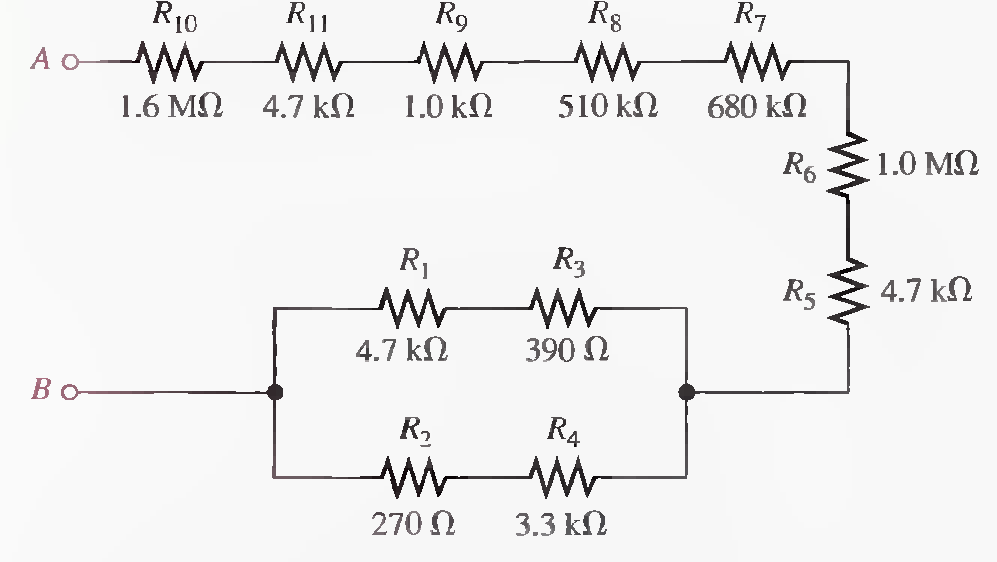 R10 R11 R9 R8 R7
A
1.6 MΩ 4.7 kΩ 1.0 kΩ 510 kΩ 680 kΩ
R6 1.0 MΩ
R1 R3
R5 4.7 kΩ
4.7 kΩ 390 Ω
B
R2 R4
270 Ω 3.3 kΩ